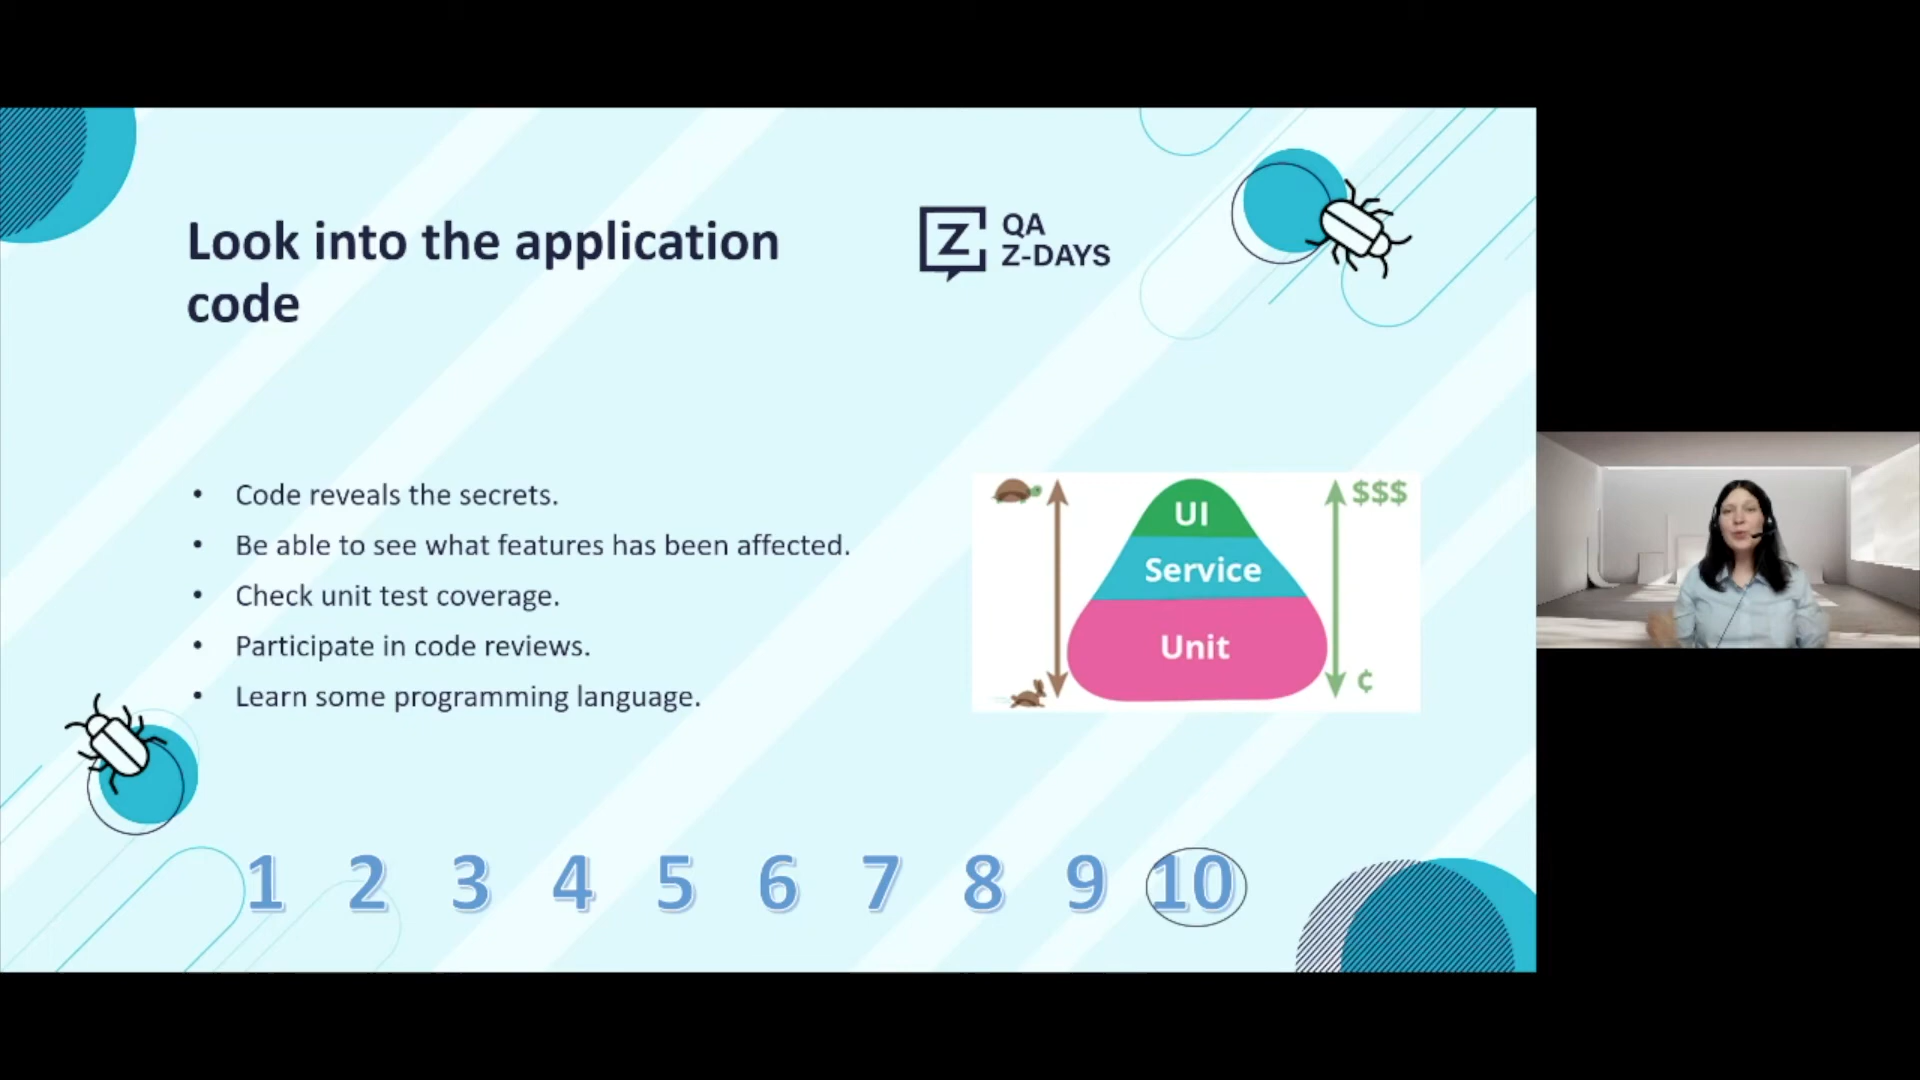 Look into the application
code
QA
Z-DAYS
• Code reveals the secrets.
• Be able to see what features has been affected.
• Check unit test coverage.
• Participate in code reviews.
• Learn some programming language.
$$$
UI
Service
Unit
¢
1 2 3 4 5 6 7 8 9 10